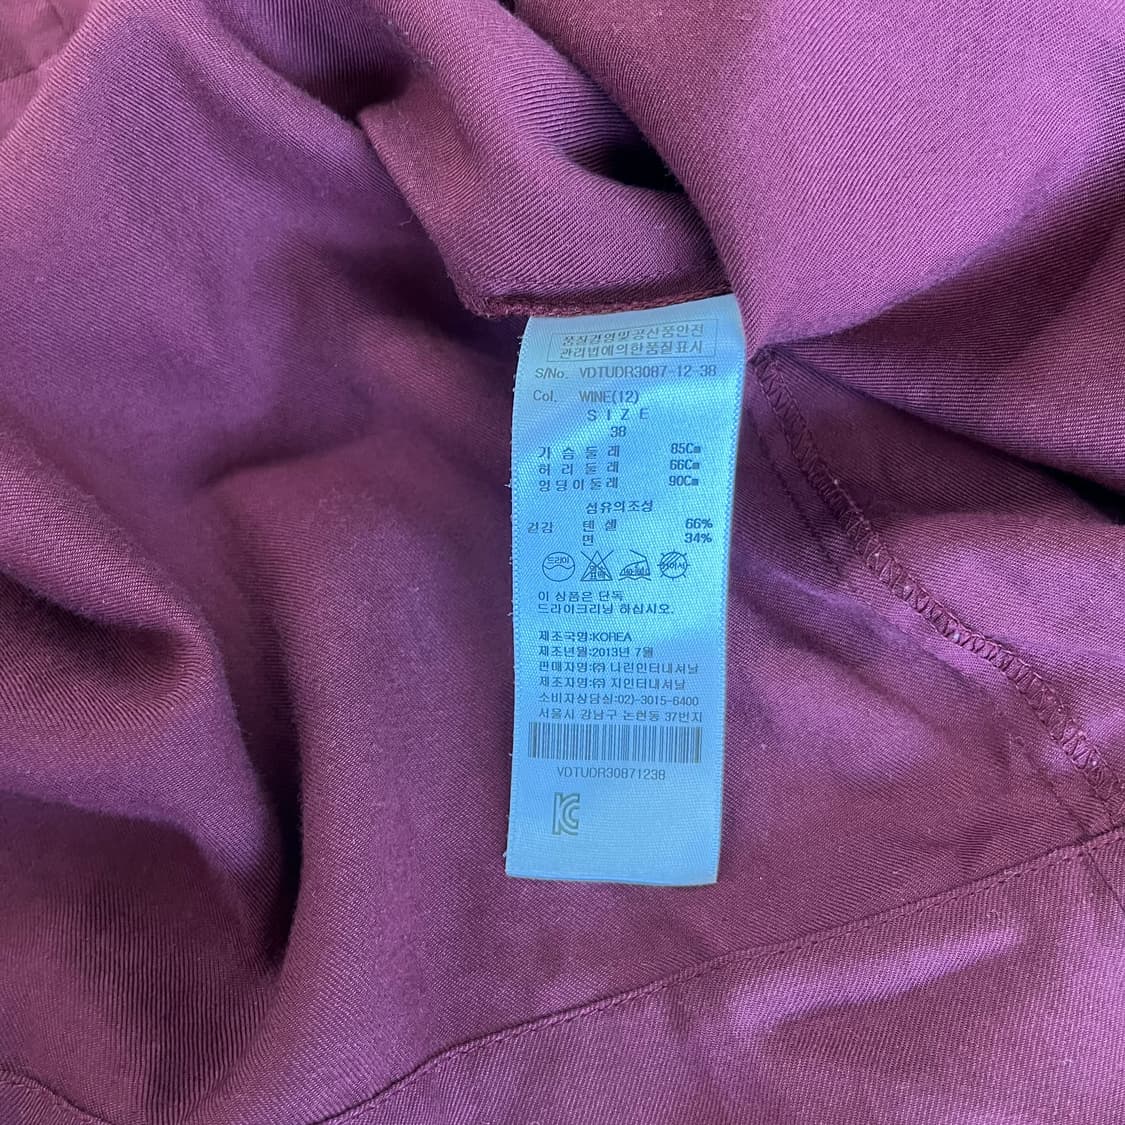 품질경영및공산품안전
관리법에의한품질표시
S/No. VDTUDR3087-12-38
Col. WINE(12)
SIZE
38
가슴둘레 85Cm
허리둘레 66Cm
엉덩이둘레 90Cm
섬유의조성
겉감 텐셀 66%
면 34%
드라이
이 상품은 단독
드라이크리닝 하십시오.
제조국명:KOREA
제조년월:2013년 7월
판매자명:㈜ 나린인터내셔날
제조자명:㈜ 지인터내셔날
소비자상담실:02)-3015-6400
서울시 강남구 논현동 37번지
VDTUDR30871238
KC